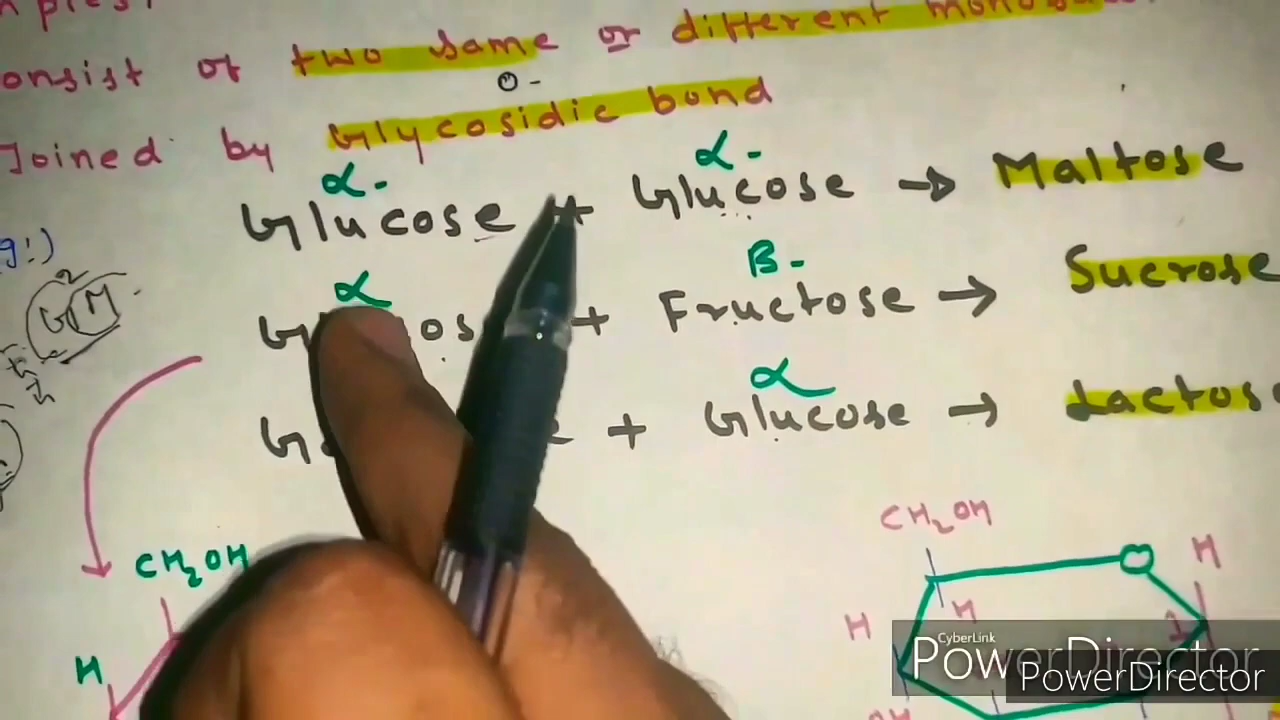 onsist of two same or different
Joined by Glycosidic bond
α- α-
Glucose + Glucose → Maltose
α β-
+ Fructose → Sucrose
α
+ Glucose → Lactose
CH2OH
CH2OH
H
H
H
H
CyberLink
PowerDirector
PowerDirector